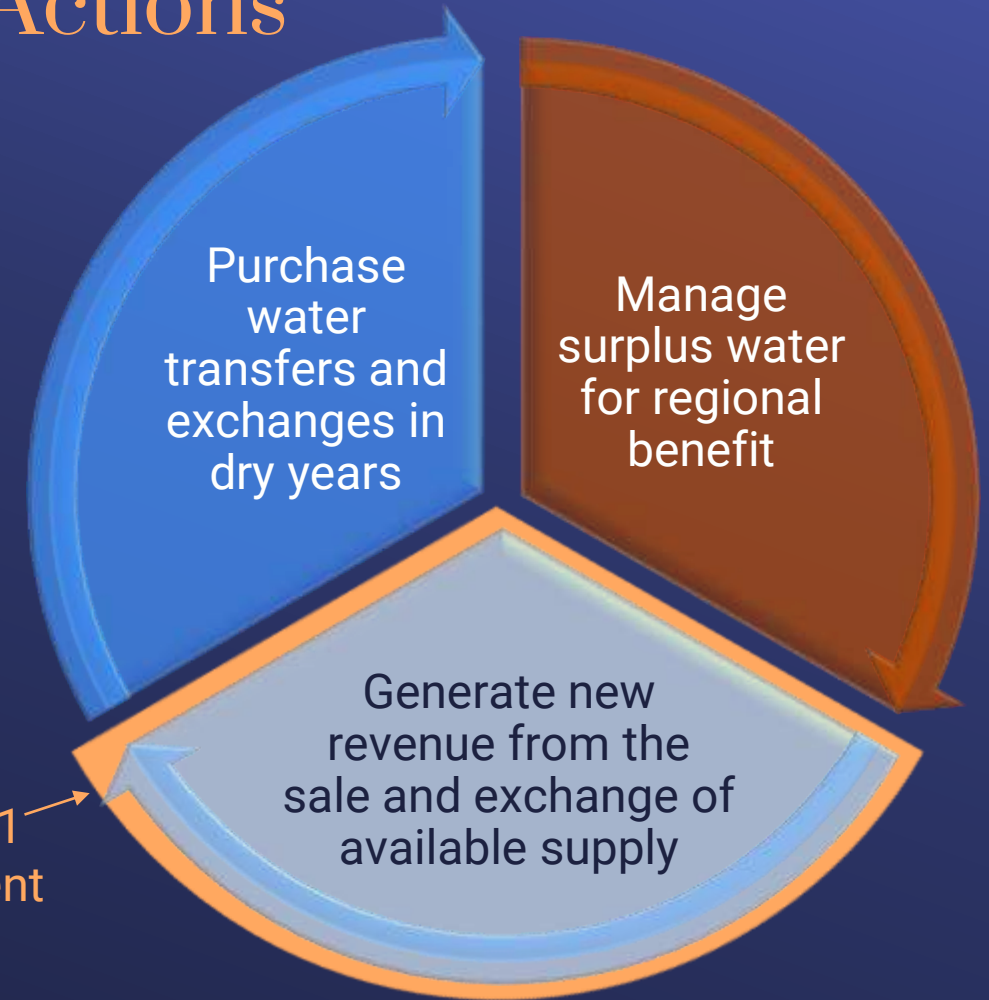 Actions
Purchase
water
transfers and
exchanges in
dry years
Manage
surplus water
for regional
benefit
Generate new
revenue from the
sale and exchange of
available supply
1